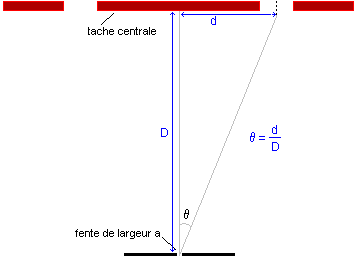 tache centrale
d
D
θ = d/D
θ
fente de largeur a